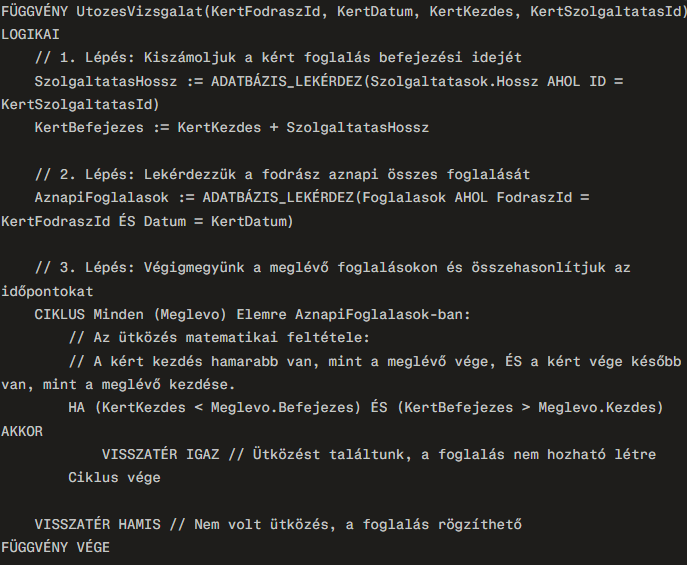 FÜGGVÉNY UtozesVizsgalat(KertFodraszId, KertDatum, KertKezdes, KertSzolgaltatasId)
LOGIKAI
// 1. Lépés: Kiszámoljuk a kért foglalás befejezési idejét
SzolgaltatasHossz := ADATBÁZIS_LEKÉRDEZ(Szolgaltatasok.Hossz AHOL ID =
KertSzolgaltatasId)
KertBefejezes := KertKezdes + SzolgaltatasHossz
// 2. Lépés: Lekérdezzük a fodrász aznapi összes foglalását
AznapiFoglalasok := ADATBÁZIS_LEKÉRDEZ(Foglalasok AHOL FodraszId =
KertFodraszId ÉS Datum = KertDatum)
// 3. Lépés: Végigmegyünk a meglévő foglalásokon és összehasonlítjuk az
időpontokat
CIKLUS Minden (Meglevo) Elemre AznapiFoglalasok-ban:
// Az ütközés matematikai feltétele:
// A kért kezdés hamarabb van, mint a meglévő vége, ÉS a kért vége később
van, mint a meglévő kezdése.
HA (KertKezdes < Meglevo.Befejezes) ÉS (KertBefejezes > Meglevo.Kezdes)
AKKOR
VISSZATÉR IGAZ // Ütközést találtunk, a foglalás nem hozható létre
Ciklus vége
VISSZATÉR HAMIS // Nem volt ütközés, a foglalás rögzíthető
FÜGGVÉNY VÉGE